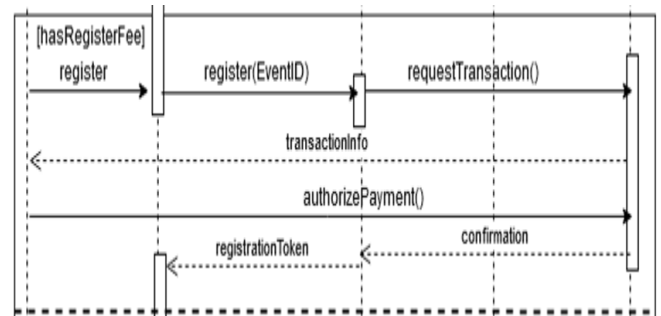 [hasRegisterFee]
register
register(EventID)
requestTransaction()
transactionInfo
authorizePayment()
confirmation
registrationToken